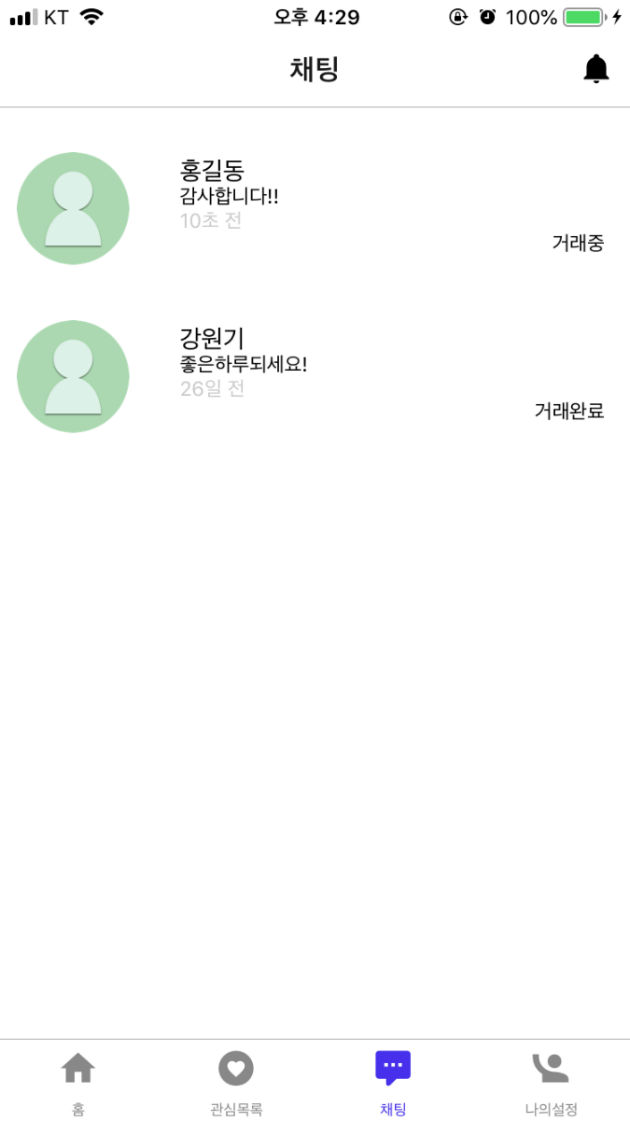 KT 오후 4:29 100%
채팅
홍길동
감사합니다!!
10초 전
거래중
강원기
좋은하루되세요!
26일 전
거래완료
홈 관심목록 채팅 나의설정